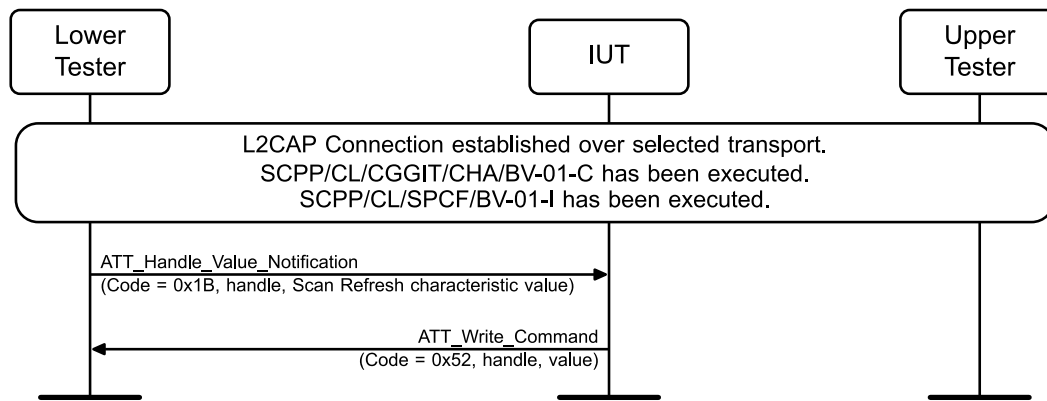 Lower
Tester
IUT
Upper
Tester
L2CAP Connection established over selected transport.
SCPP/CL/CGGIT/CHA/BV-01-C has been executed.
SCPP/CL/SPCF/BV-01-I has been executed.
ATT_Handle_Value_Notification
(Code = 0x1B, handle, Scan Refresh characteristic value)
ATT_Write_Command
(Code = 0x52, handle, value)